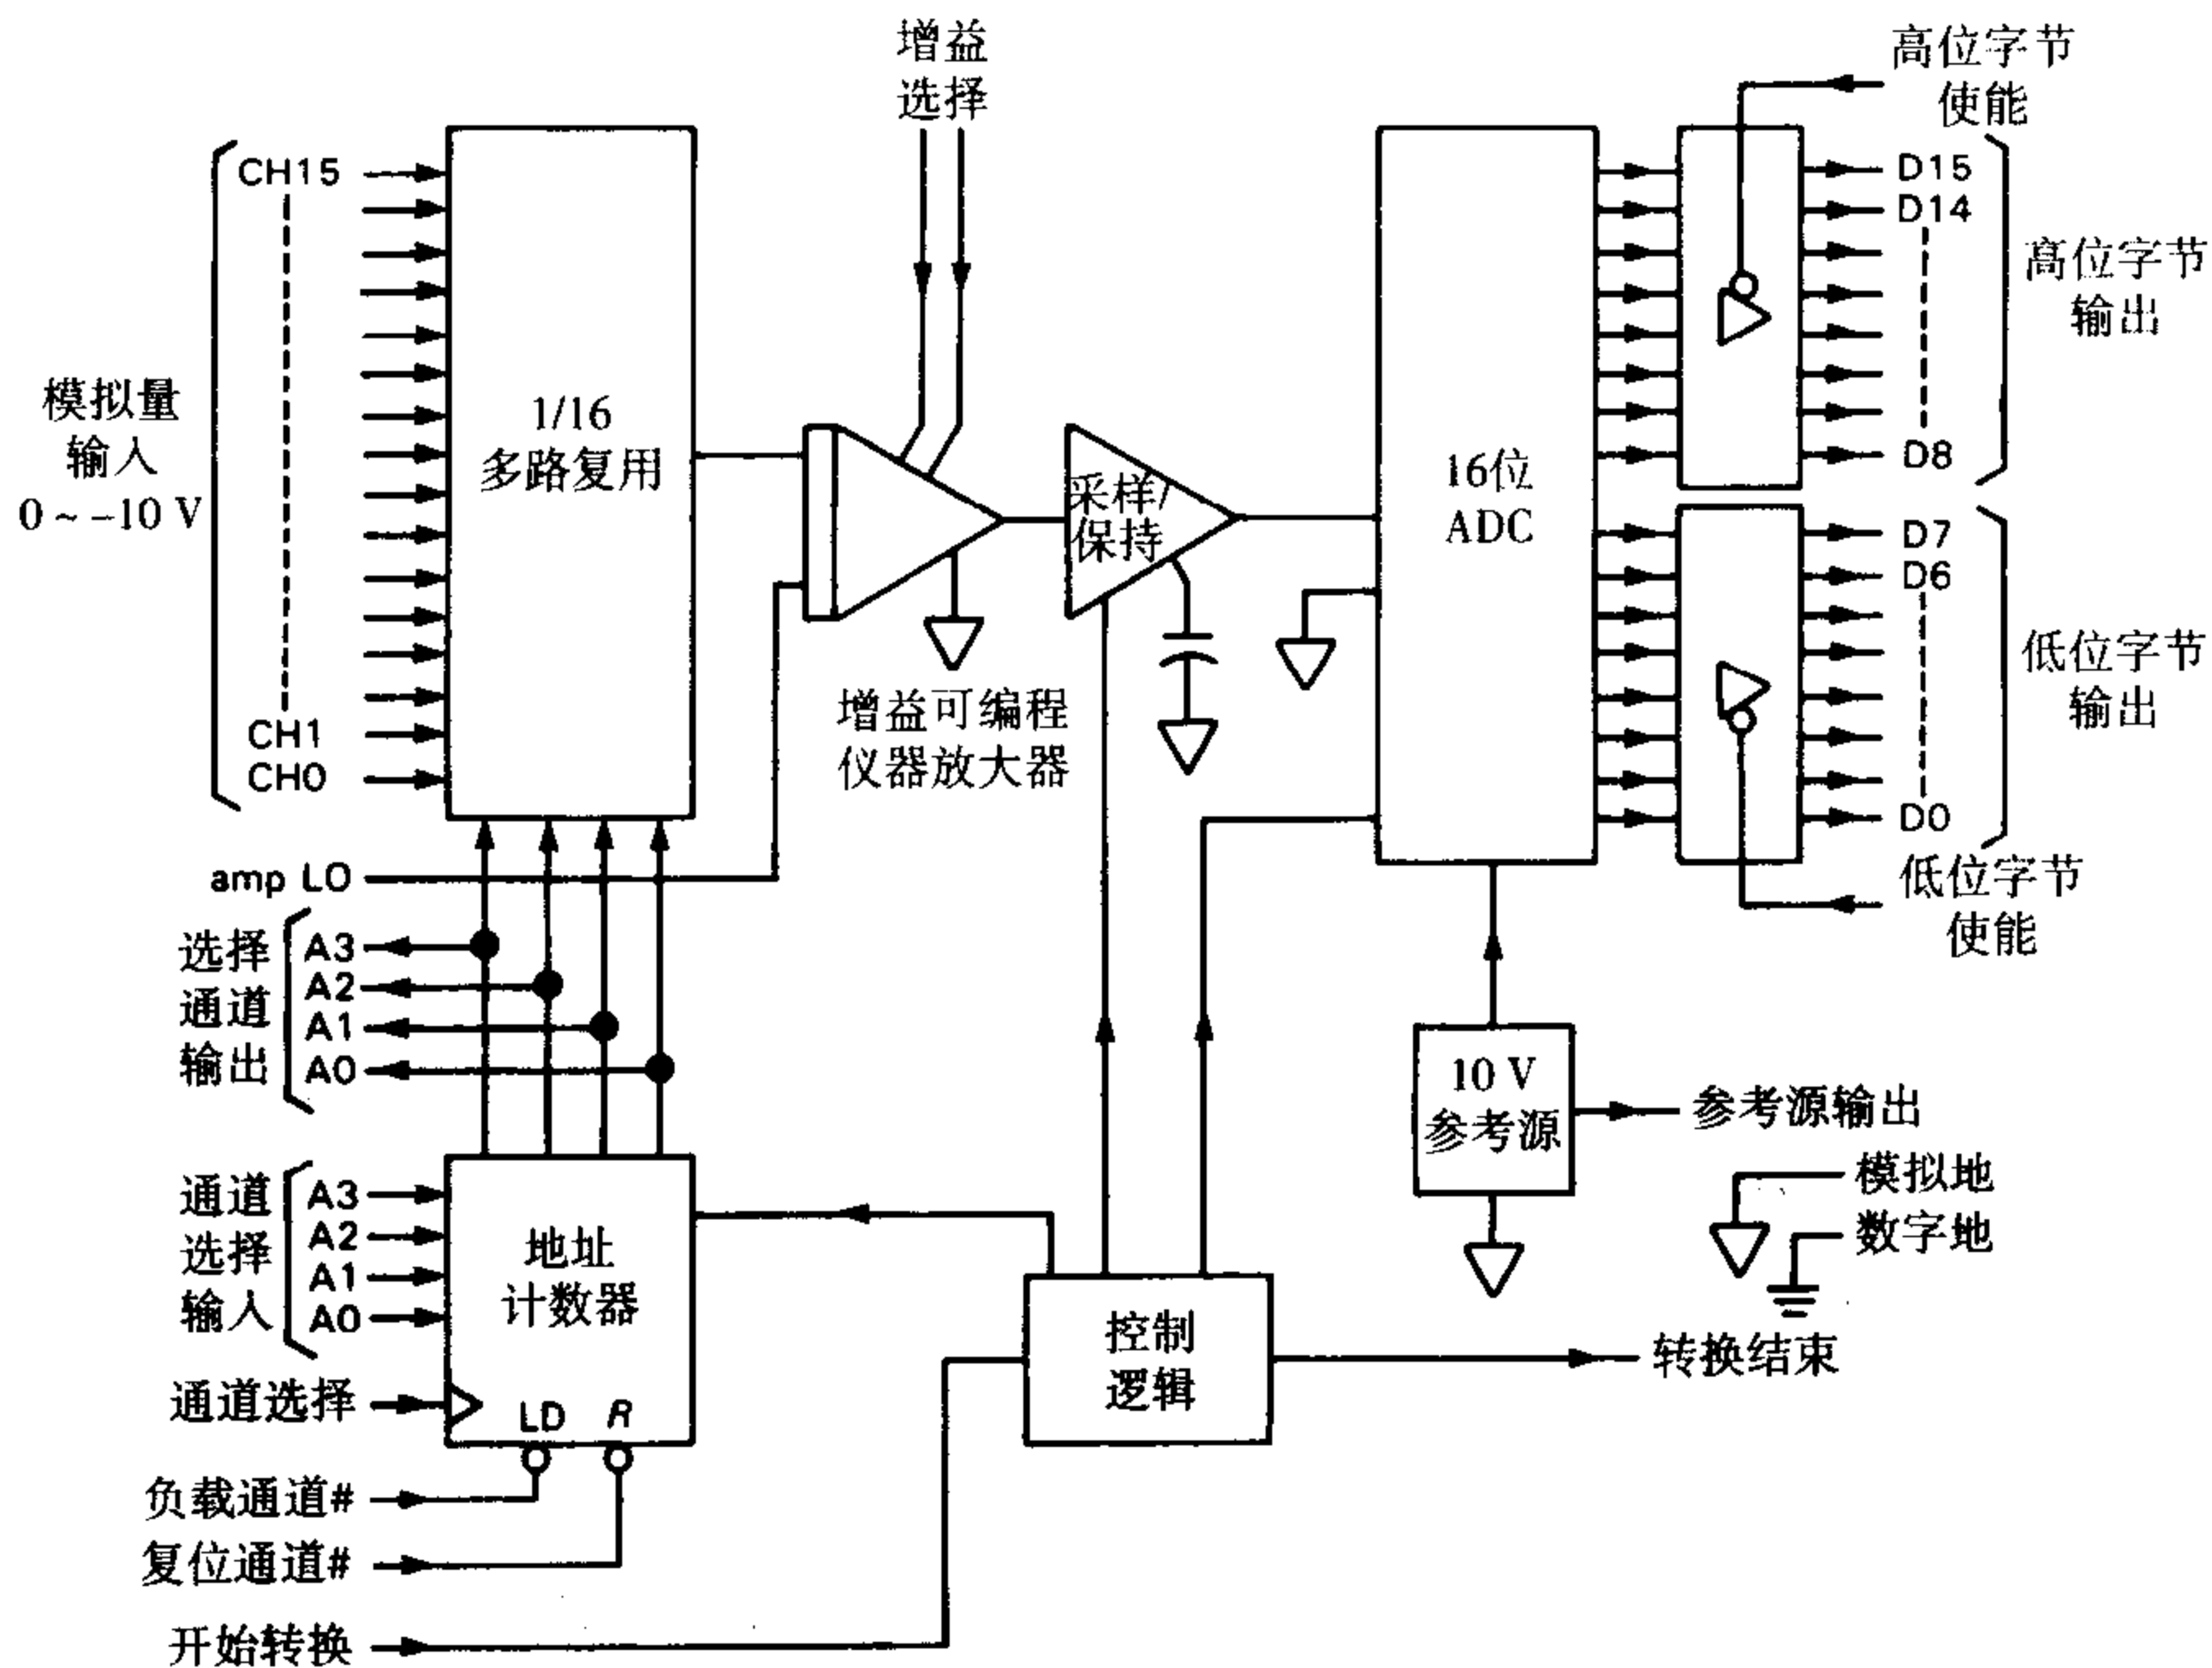 增益
选择
高位字节
使能
CH15
模拟量
输入
0 ~ -10 V
CH1
CH0
1/16
多路复用
采样/
保持
增益可编程
仪器放大器
16位
ADC
D15
D14
D8
高位字节
输出
D7
D6
D0
低位字节
输出
低位字节
使能
amp LO
选择
通道
输出
A3
A2
A1
A0
通道
选择
输入
A3
A2
A1
A0
地址
计数器
LD R
通道选择
负载通道#
复位通道#
开始转换
控制
逻辑
10 V
参考源
参考源输出
模拟地
数字地
转换结束